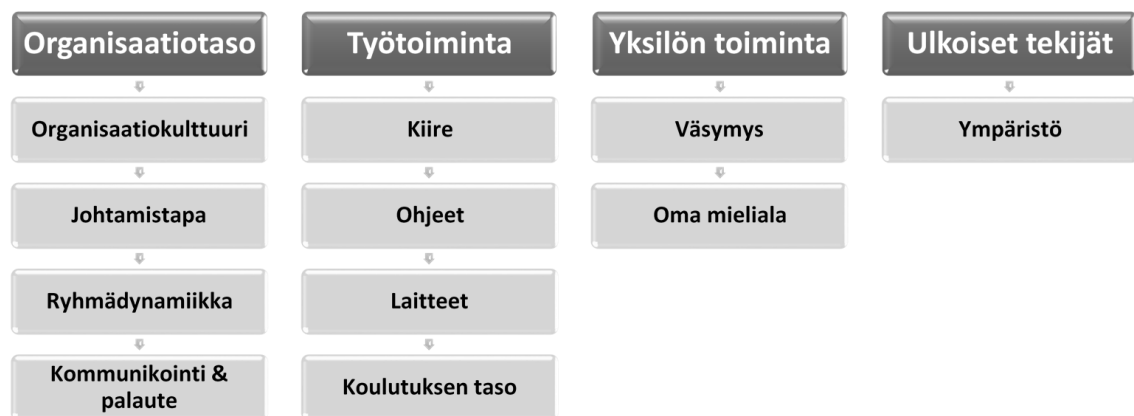 Organisaatiotaso
Organisaatiokulttuuri
Johtamistapa
Ryhmädynamiikka
Kommunikointi &
palaute
Työtoiminta
Kiire
Ohjeet
Laitteet
Koulutuksen taso
Yksilön toiminta
Väsymys
Oma mieliala
Ulkoiset tekijät
Ympäristö